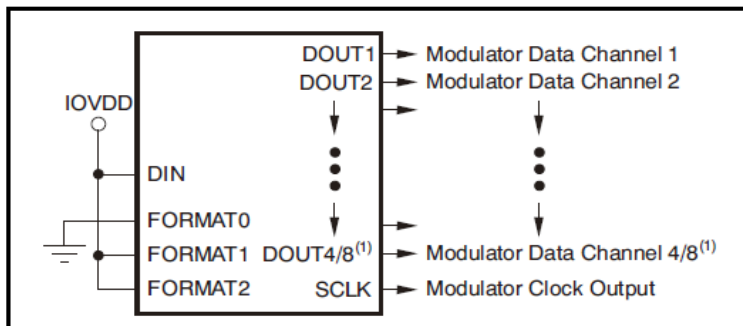 DOUT1 Modulator Data Channel 1
DOUT2 Modulator Data Channel 2
IOVDD
DIN
FORMAT0
FORMAT1 DOUT4/8(1) Modulator Data Channel 4/8(1)
FORMAT2 SCLK Modulator Clock Output